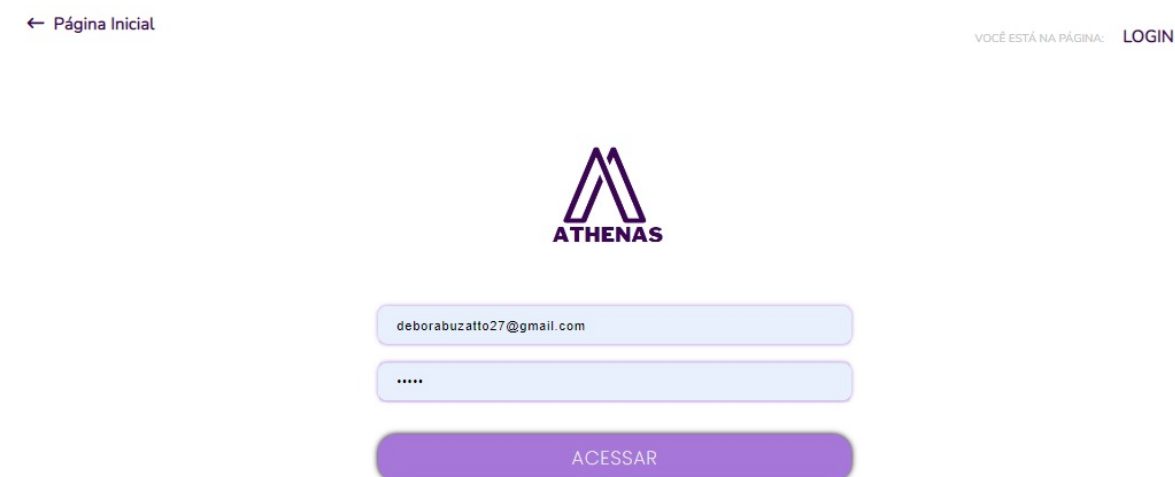 ← Página Inicial
VOCÊ ESTÁ NA PÁGINA: LOGIN
ATHENAS
deborabuzatto27@gmail.com
•••••
ACESSAR